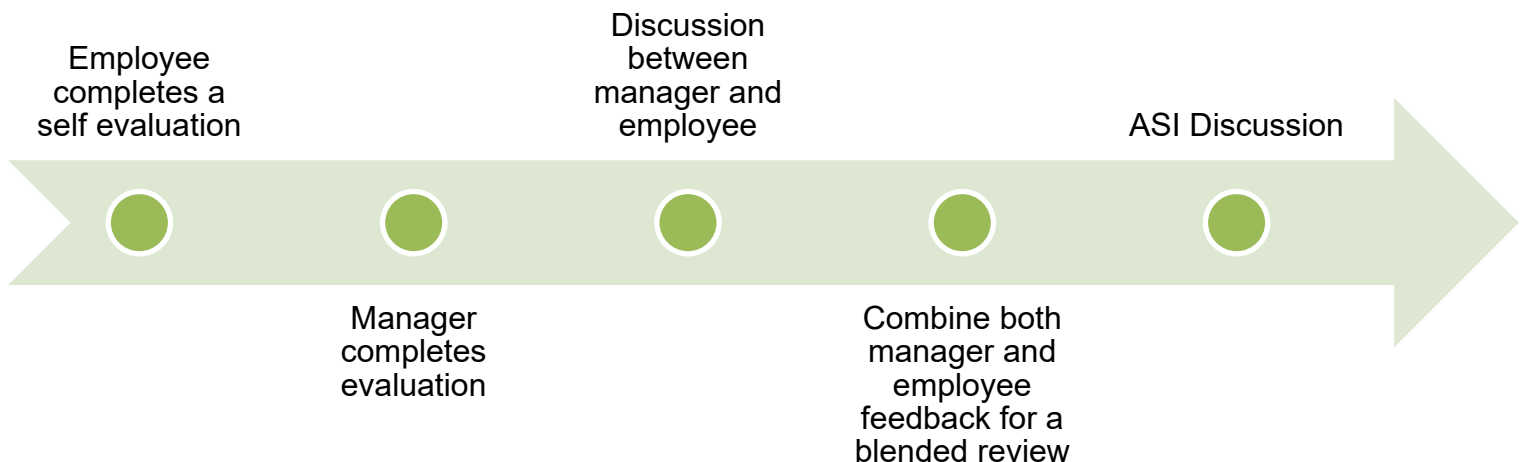 Employee
completes a
self evaluation
Manager
completes
evaluation
Discussion
between
manager and
employee
Combine both
manager and
employee
feedback for a
blended review
ASI Discussion